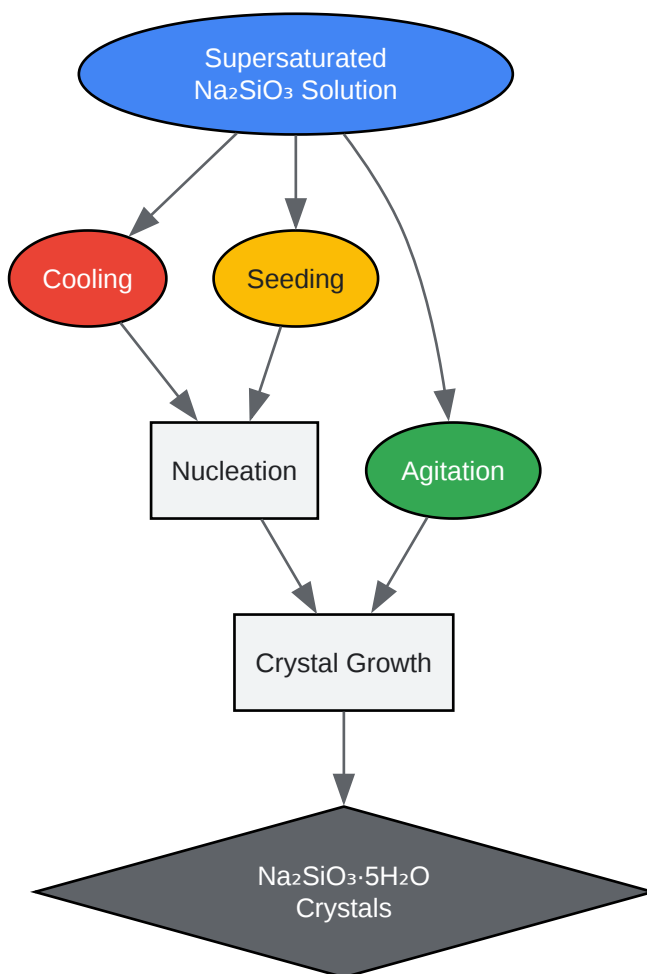 Supersaturated
Na₂SiO₃ Solution
Cooling
Seeding
Nucleation
Agitation
Crystal Growth
Na₂SiO₃·5H₂O
Crystals